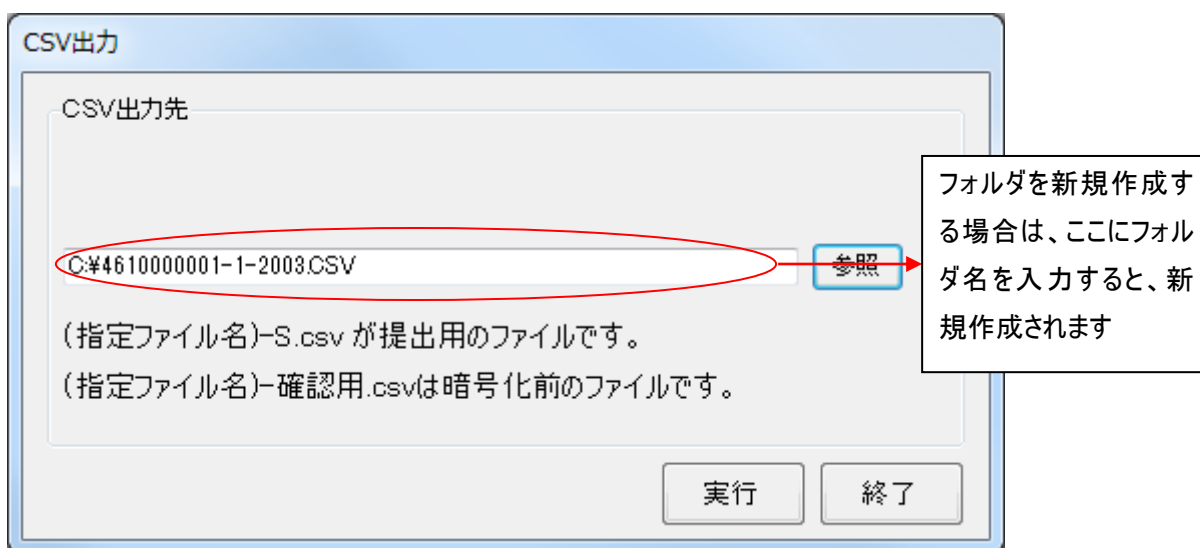 CSV出力
CSV出力先
C:¥4610000001-1-2003.CSV
参照
(指定ファイル名)-S.csv が提出用のファイルです。
(指定ファイル名)-確認用.csvは暗号化前のファイルです。
実行
終了
フォルダを新規作成す
る場合は、ここにフォル
ダ名を入力すると、新
規作成されます